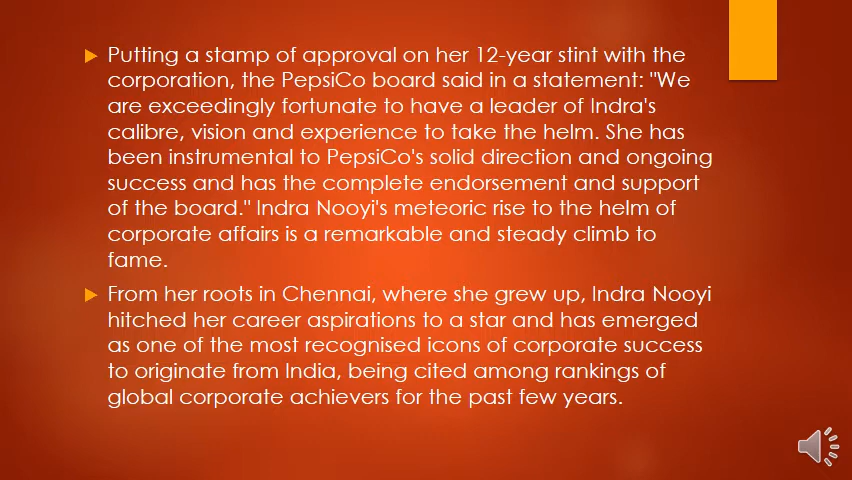 Putting a stamp of approval on her 12-year stint with the
corporation, the PepsiCo board said in a statement: "We
are exceedingly fortunate to have a leader of Indra's
calibre, vision and experience to take the helm. She has
been instrumental to PepsiCo's solid direction and ongoing
success and has the complete endorsement and support
of the board." Indra Nooyi's meteoric rise to the helm of
corporate affairs is a remarkable and steady climb to
fame.
From her roots in Chennai, where she grew up, Indra Nooyi
hitched her career aspirations to a star and has emerged
as one of the most recognised icons of corporate success
to originate from India, being cited among rankings of
global corporate achievers for the past few years.